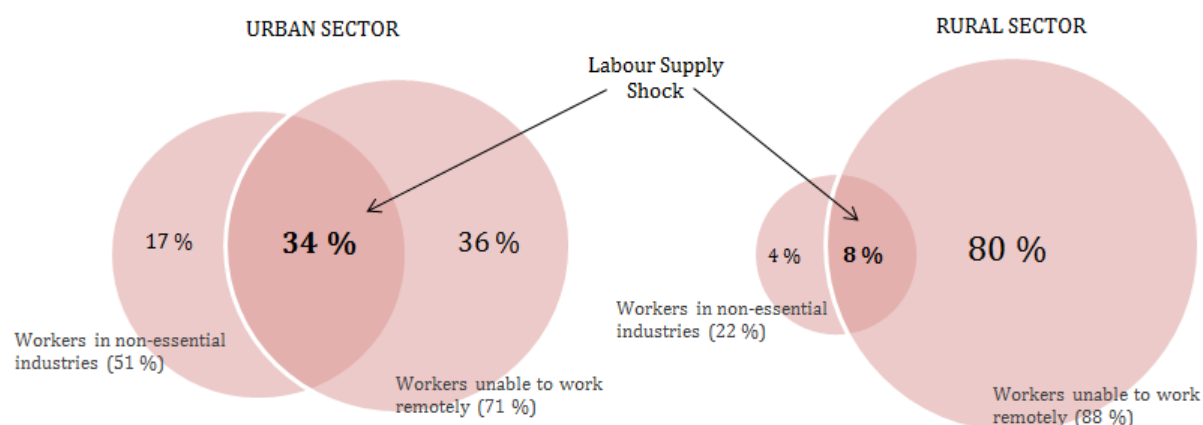 URBAN SECTOR
RURAL SECTOR
Labour Supply
Shock
17 %
34 %
36 %
Workers in non-essential
industries (51 %)
Workers unable to work
remotely (71 %)
4 %
8 %
80 %
Workers in non-essential
industries (22 %)
Workers unable to work
remotely (88 %)